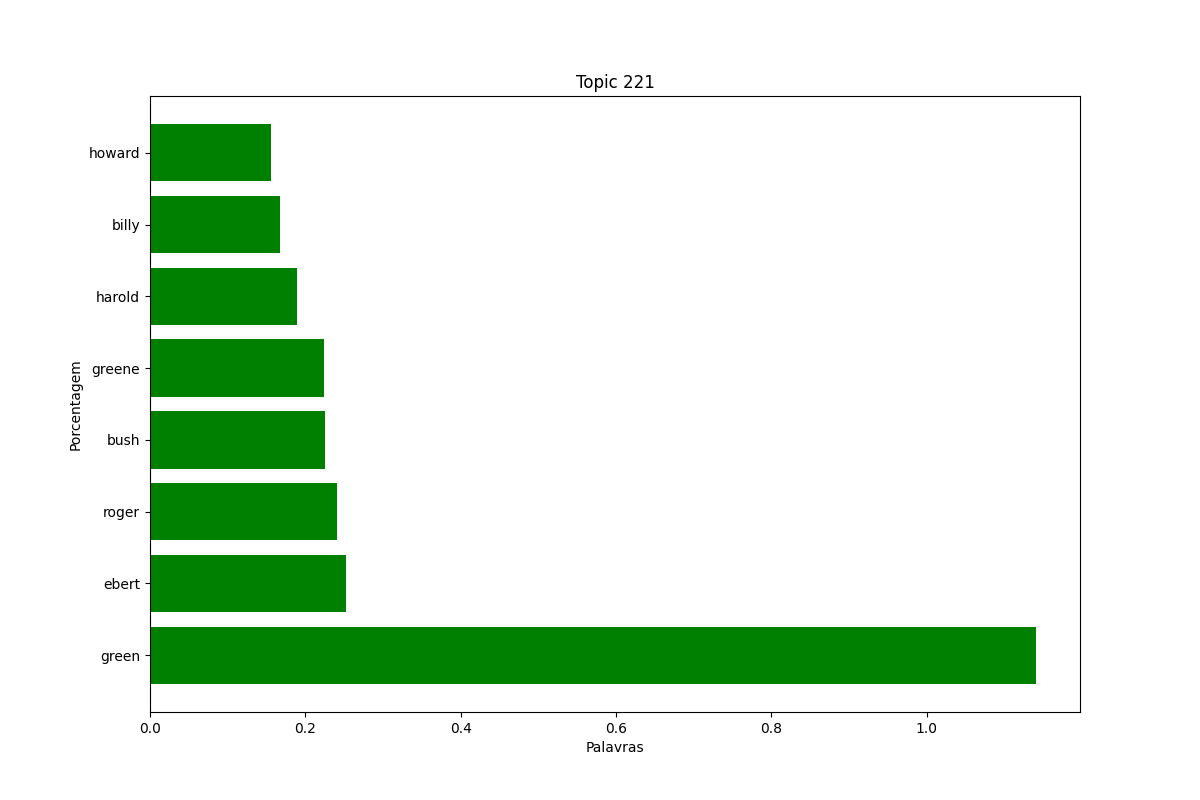 Topic 221
howard
billy
harold
greene
bush
roger
ebert
green
Porcentagem
0.0 0.2 0.4 0.6 0.8 1.0
Palavras